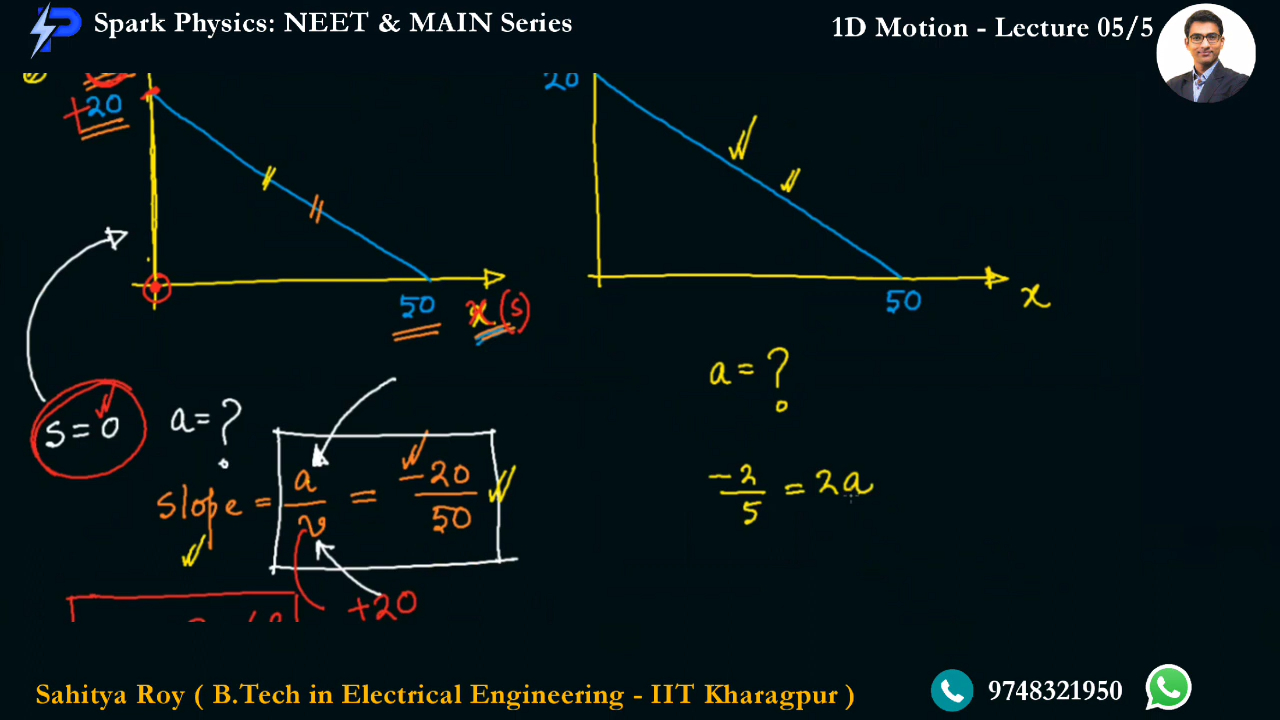 Spark Physics: NEET & MAIN Series
1D Motion - Lecture 05/5
+20
50
x (s)
s = 0
a = ?
slope = a/v = -20/50
+20
20
50
x
a = ?
-2/5 = 2a
Sahitya Roy ( B.Tech in Electrical Engineering - IIT Kharagpur )
9748321950